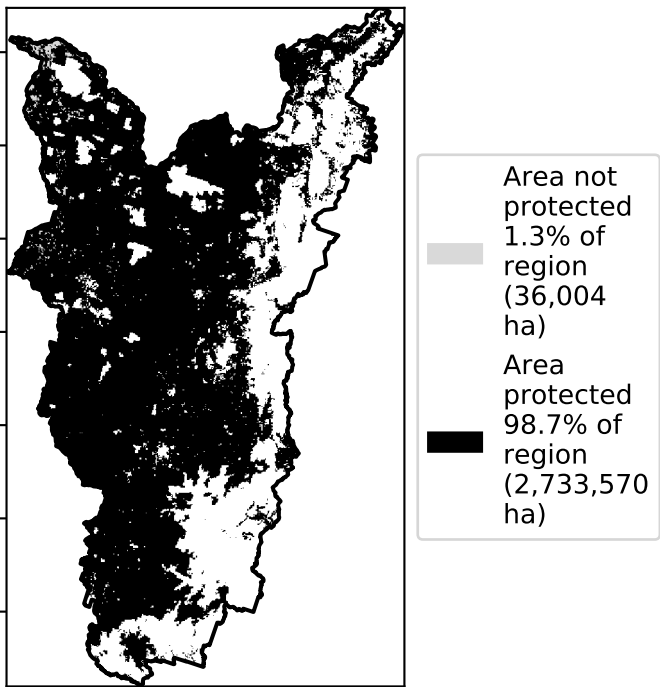 Area not
protected
1.3% of
region
(36,004
ha)
Area
protected
98.7% of
region
(2,733,570
ha)